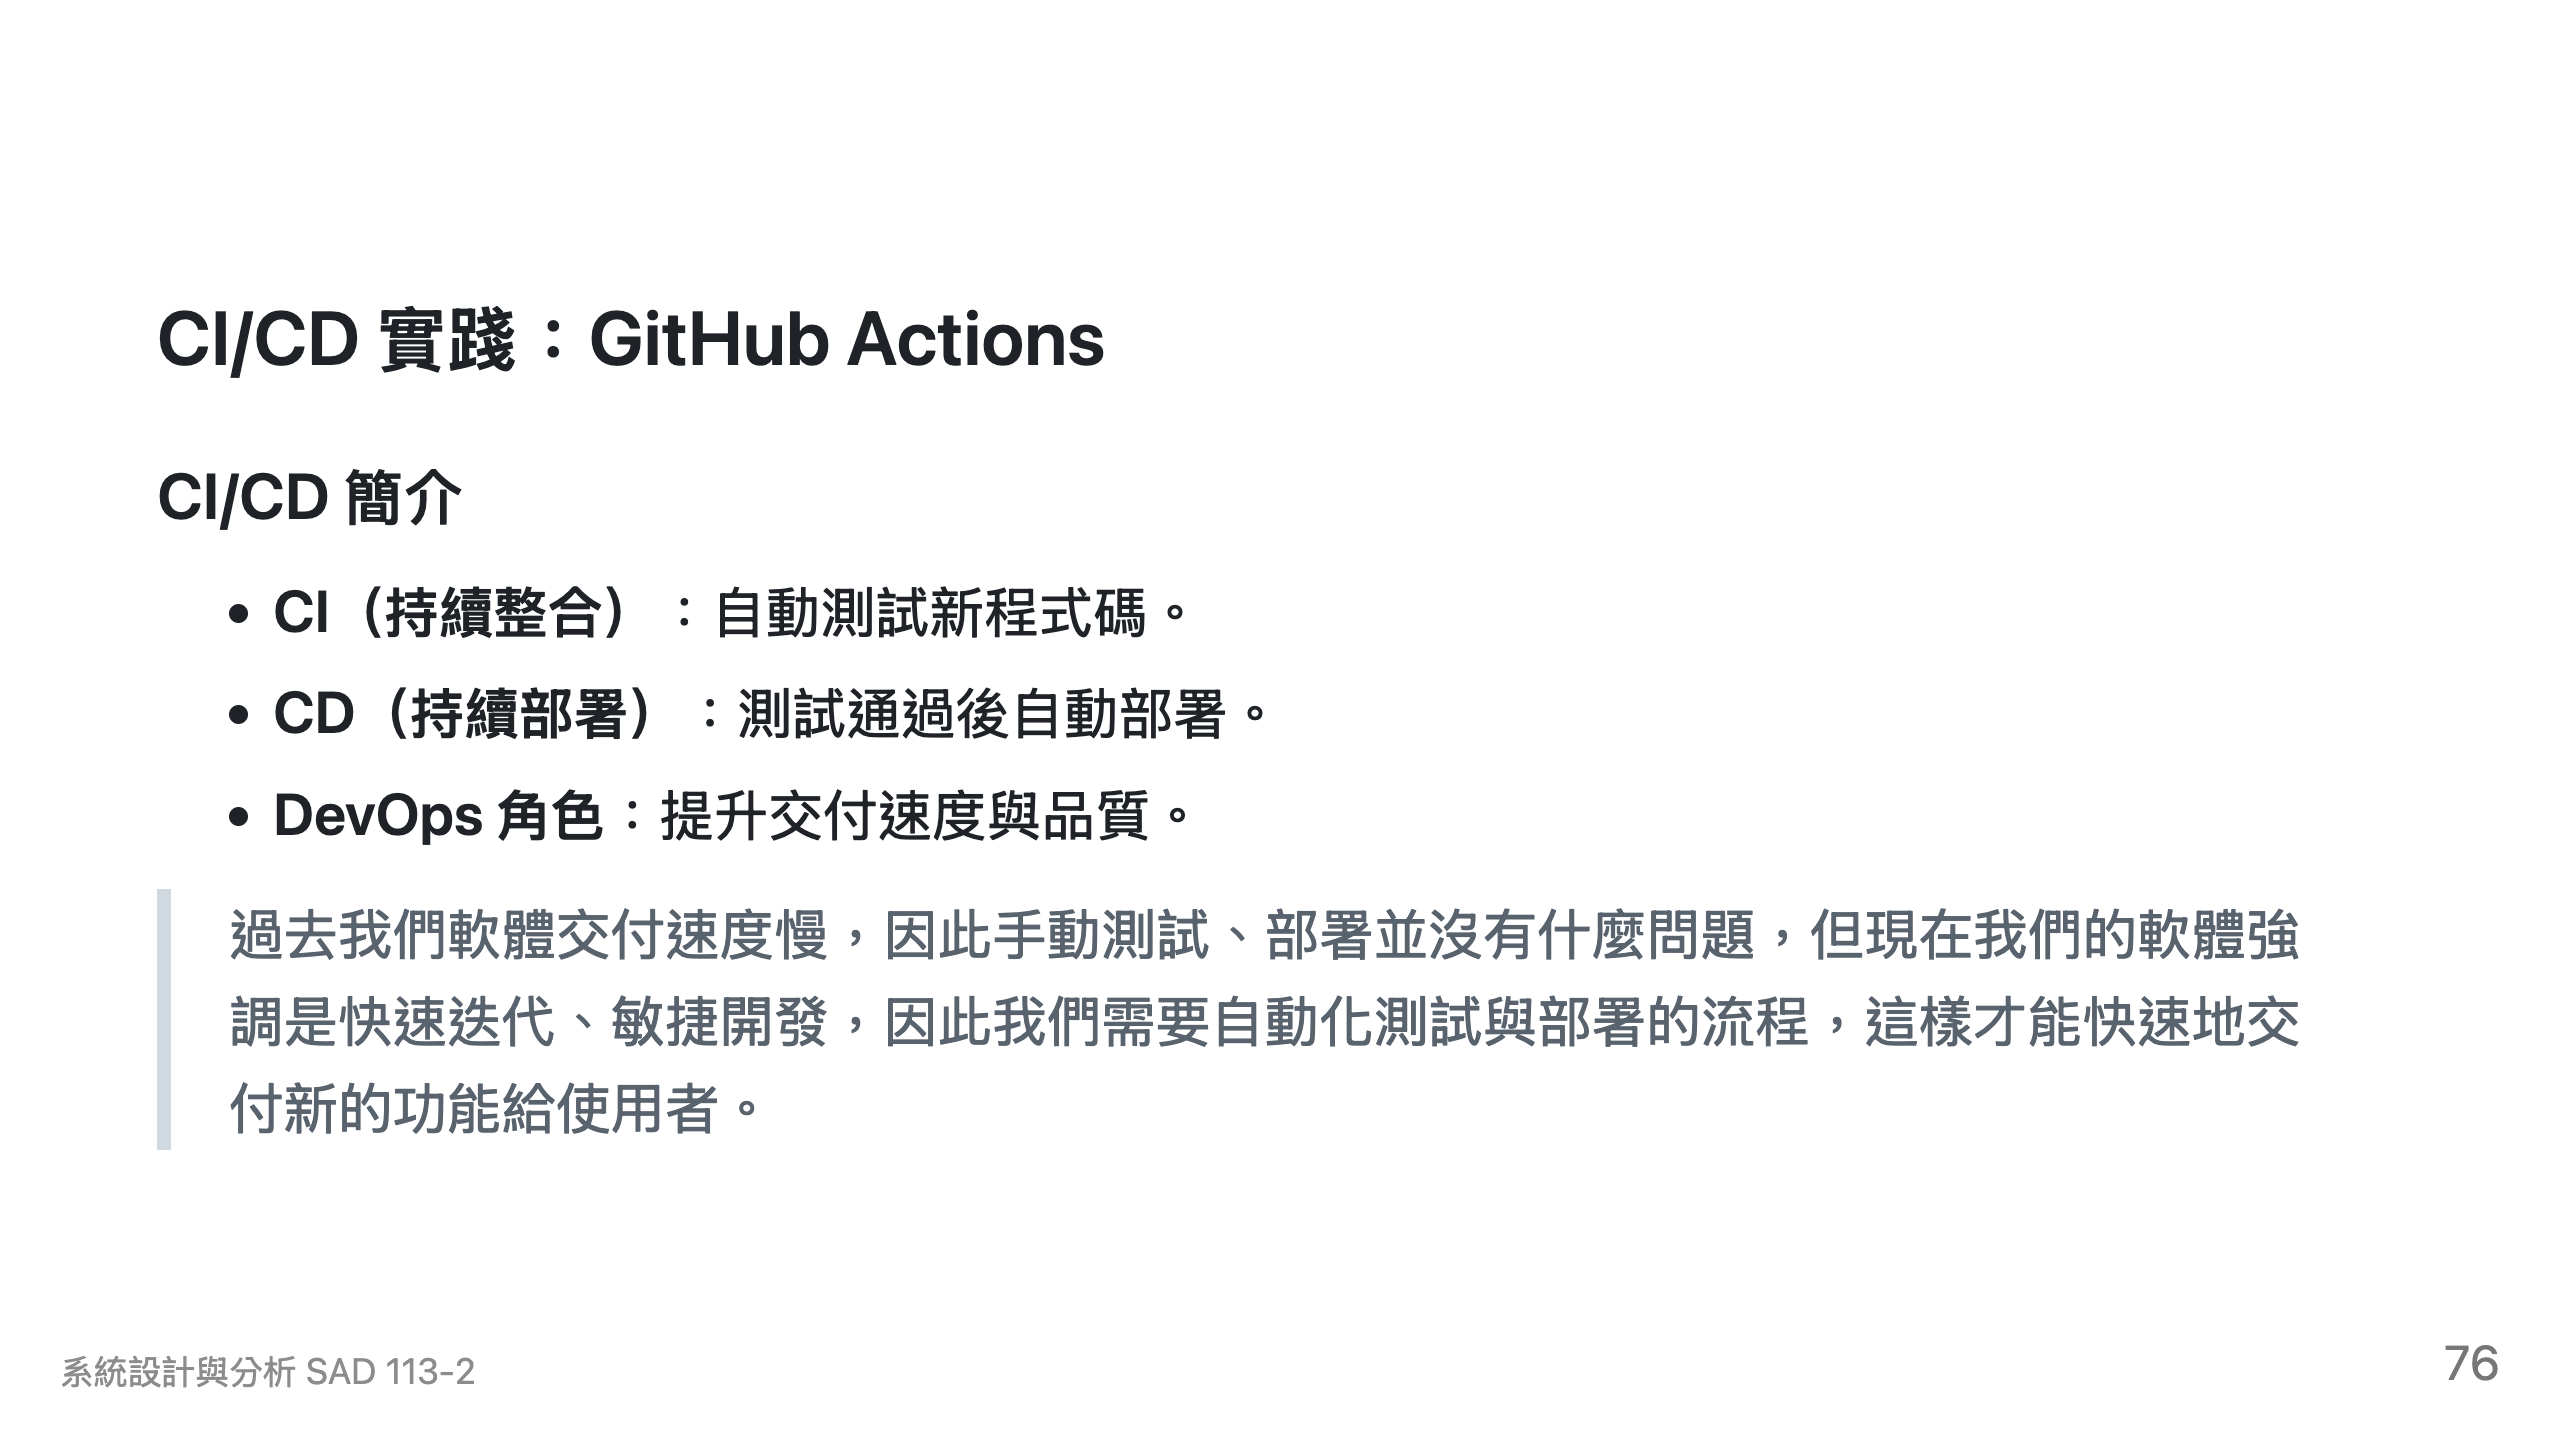 CI/CD 實踐：GitHub Actions
CI/CD 簡介
• CI（持續整合）：自動測試新程式碼。
• CD（持續部署）：測試通過後自動部署。
• DevOps 角色：提升交付速度與品質。
過去我們軟體交付速度慢，因此手動測試、部署並沒有什麼問題，但現在我們的軟體強
調是快速迭代、敏捷開發，因此我們需要自動化測試與部署的流程，這樣才能快速地交
付新的功能給使用者。
系統設計與分析 SAD 113-2
76